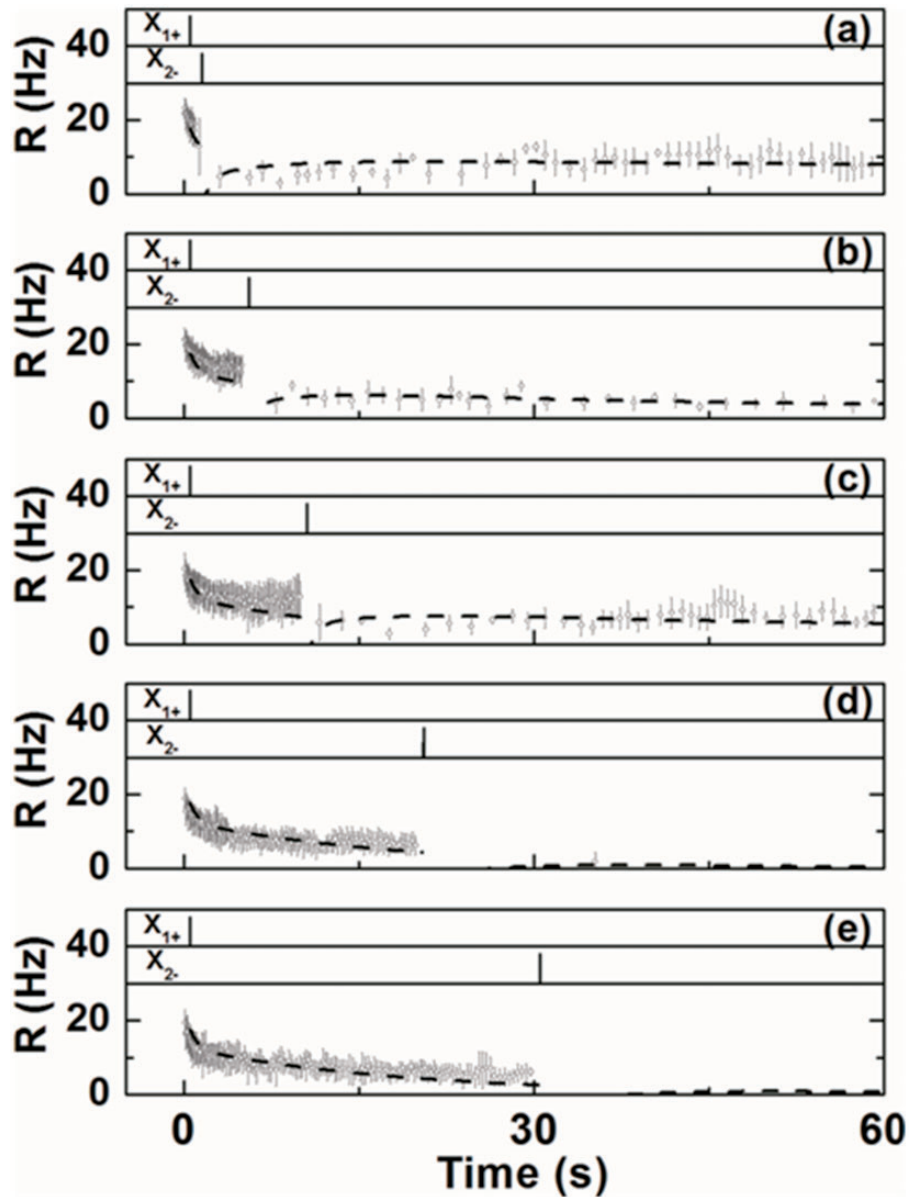 X1+ (a)
40
X2-
R (Hz)
20
0
X1+ (b)
40
X2-
R (Hz)
20
0
X1+ (c)
40
X2-
R (Hz)
20
0
X1+ (d)
40
X2-
R (Hz)
20
0
X1+ (e)
40
X2-
R (Hz)
20
0
0 30 60
Time (s)